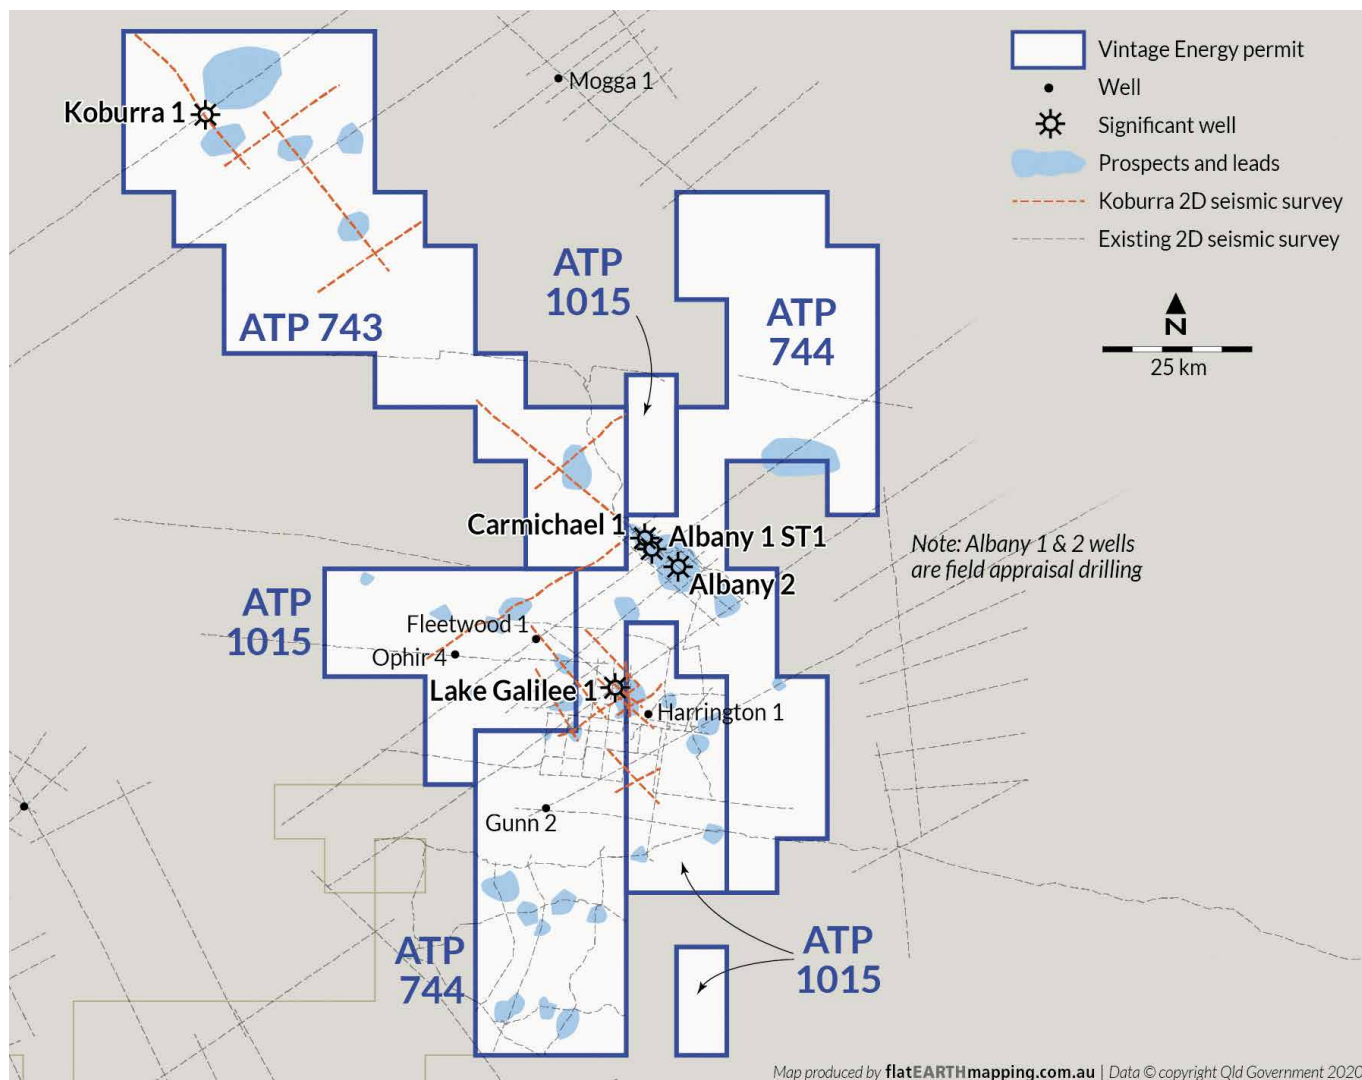 Vintage Energy permit
Well
Significant well
Prospects and leads
Koburra 2D seismic survey
Existing 2D seismic survey
N
25 km
Mogga 1
Koburra 1
ATP
1015
ATP
744
ATP 743
Carmichael 1
Albany 1 ST1
Albany 2
Note: Albany 1 & 2 wells
are field appraisal drilling
ATP
1015
Fleetwood 1
Ophir 4
Lake Galilee 1
Harrington 1
Gunn 2
ATP
744
ATP
1015
Map produced by flatEARTHmapping.com.au | Data © copyright Qld Government 2020